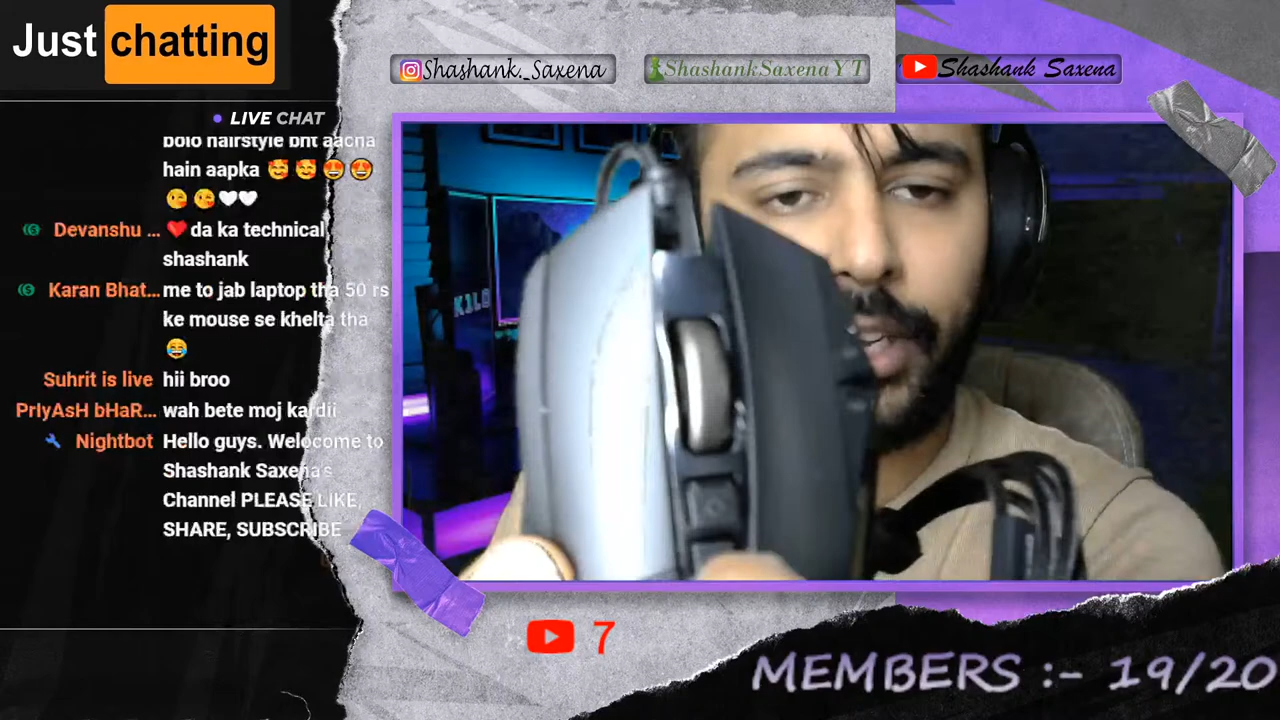 Just chatting
Shashank._Saxena
ShashankSaxenaYT
Shashank Saxena
LIVE CHAT
bolo hairstyle bht aacha
hain aapka 🥰 🥰 🤩 😍
😘 😘 🤍🤍
Devanshu ... ❤️ da ka technical
shashank
Karan Bhat... me to jab laptop tha 50 rs
ke mouse se khelta tha
😂
Suhrit is live hii broo
PrIyAsH bHaR... wah bete moj kardii
Nightbot Hello guys. Welocome to
Shashank Saxena's
Channel PLEASE LIKE,
SHARE, SUBSCRIBE
7
MEMBERS :- 19/20